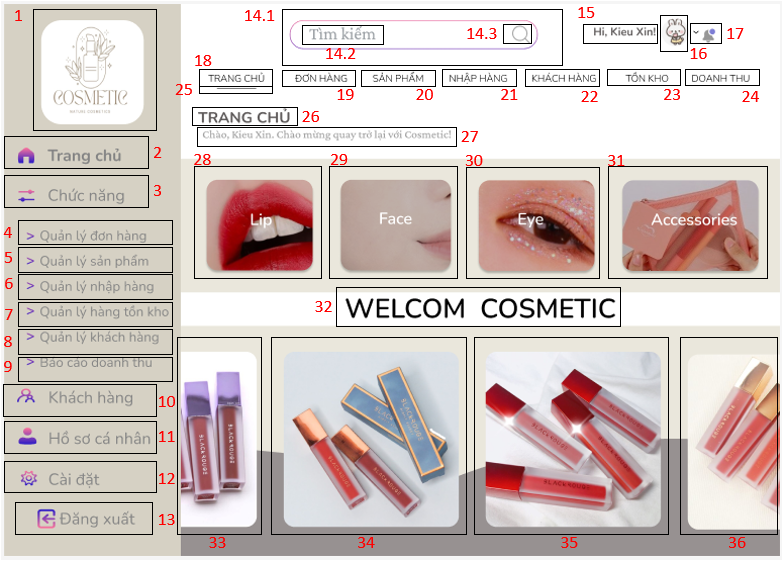 1
COSMETIC
NATURE COSMETICS
2
Trang chủ
3
Chức năng
4
> Quản lý đơn hàng
5
> Quản lý sản phẩm
6
> Quản lý nhập hàng
7
> Quản lý hàng tồn kho
8
> Quản lý khách hàng
9
> Báo cáo doanh thu
Khách hàng
10
Hồ sơ cá nhân
11
Cài đặt
12
Đăng xuất
13
14.1
Tìm kiếm
14.2
14.3
15
Hi, Kieu Xin!
16
17
18
TRANG CHỦ
ĐƠN HÀNG
SẢN PHẨM
NHẬP HÀNG
KHÁCH HÀNG
TỒN KHO
DOANH THU
25
19
20
21
22
23
24
TRANG CHỦ
26
Chào, Kieu Xin. Chào mừng quay trở lại với Cosmetic!
27
28
29
30
31
Lip
Face
Eye
Accessories
32
WELCOM COSMETIC
BLACK ROUGE
BLACK ROUGE
BLACK ROUGE
BLACK ROUGE
33
34
35
36